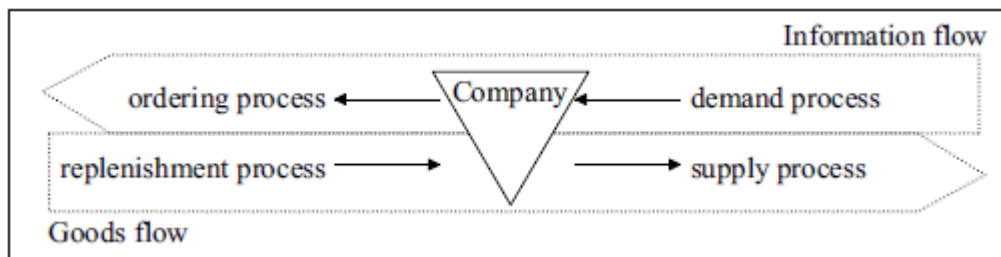 Information flow
ordering process Company demand process
replenishment process supply process
Goods flow